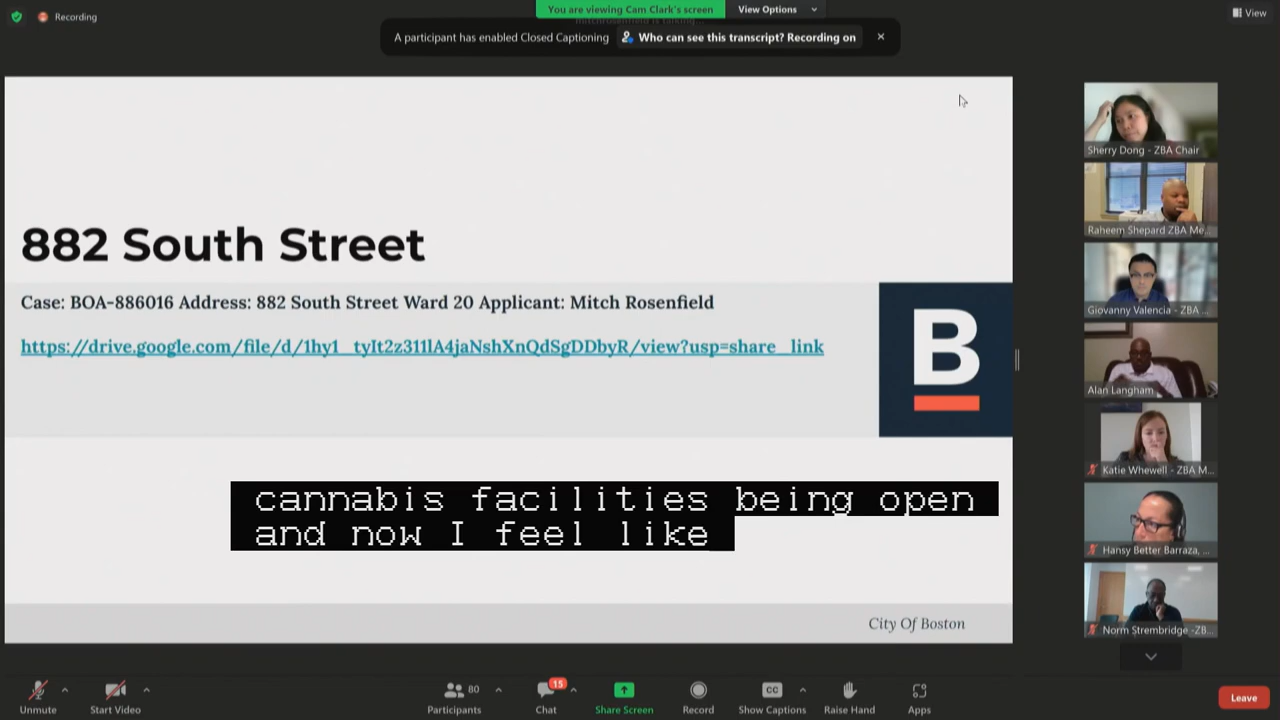 Recording
You are viewing Cam Clark's screen
View Options
View
A participant has enabled Closed Captioning
Who can see this transcript? Recording on
882 South Street
Case: BOA-886016 Address: 882 South Street Ward 20 Applicant: Mitch Rosenfield
https://drive.google.com/file/d/1hy1_tyIt2z311lA4jaNshXnQdSgDDbyR/view?usp=share_link
B
cannabis facilities being open
and now I feel like
City Of Boston
Sherry Dong - ZBA Chair
Raheem Shepard ZBA Me...
Giovanny Valencia - ZBA ...
Alan Langham
Katie Whewell - ZBA M...
Hansy Better Barraza, ...
Norm Strembridge -ZB...
Unmute
Start Video
Participants
80
Chat
15
Share Screen
Record
CC
Show Captions
Raise Hand
Apps
Leave